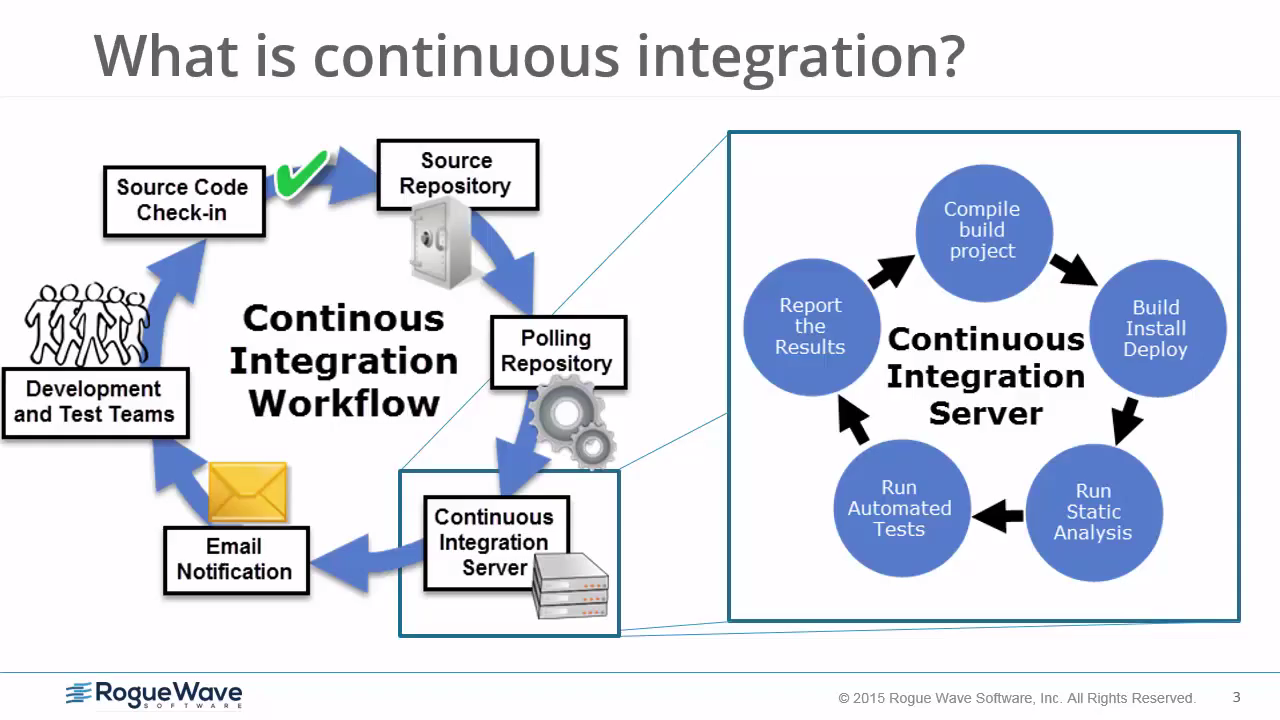 What is continuous integration?
Source Code
Check-in
Source
Repository
Polling
Repository
Continuous
Integration
Server
Email
Notification
Development
and Test Teams
Continous
Integration
Workflow
Compile
build
project
Build
Install
Deploy
Run
Static
Analysis
Run
Automated
Tests
Report
the
Results
Continuous
Integration
Server
RogueWave
SOFTWARE
© 2015 Rogue Wave Software, Inc. All Rights Reserved.
3